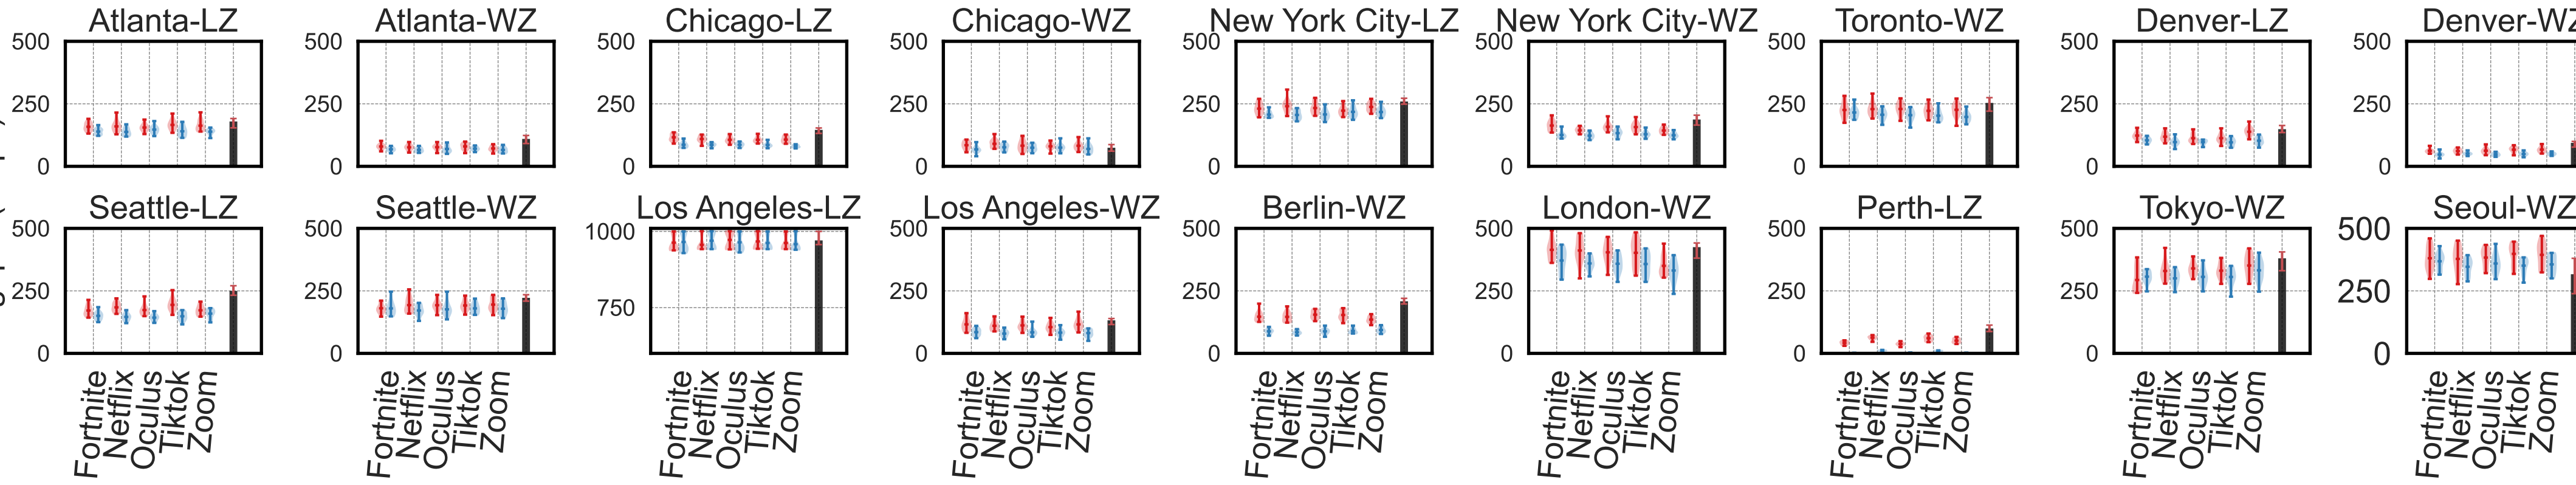 Atlanta-LZ Atlanta-WZ Chicago-LZ Chicago-WZ New York City-LZ New York City-WZ Toronto-WZ Denver-LZ Denver-WZ
500 500 500 500 500 500 500 500 500
250 250 250 250 250 250 250 250 250
0 0 0 0 0 0 0 0 0
Seattle-LZ Seattle-WZ Los Angeles-LZ Los Angeles-WZ Berlin-WZ London-WZ Perth-LZ Tokyo-WZ Seoul-WZ
500 500 1000 500 500 500 500 500 500
250 250 750 250 250 250 250 250 250
0 0 0 0 0 0 0 0
Fortnite Netflix Oculus Tiktok Zoom Fortnite Netflix Oculus Tiktok Zoom Fortnite Netflix Oculus Tiktok Zoom Fortnite Netflix Oculus Tiktok Zoom Fortnite Netflix Oculus Tiktok Zoom Fortnite Netflix Oculus Tiktok Zoom Fortnite Netflix Oculus Tiktok Zoom Fortnite Netflix Oculus Tiktok Zoom Fortnite Netflix Oculus Tiktok Zoom